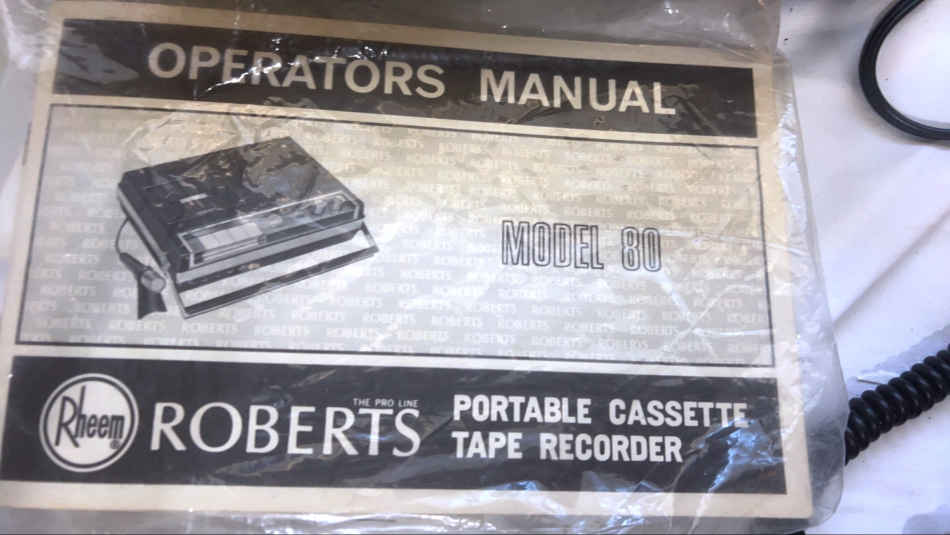 OPERATORS MANUAL
MODEL 80
Rheem
THE PRO LINE
ROBERTS
PORTABLE CASSETTE
TAPE RECORDER